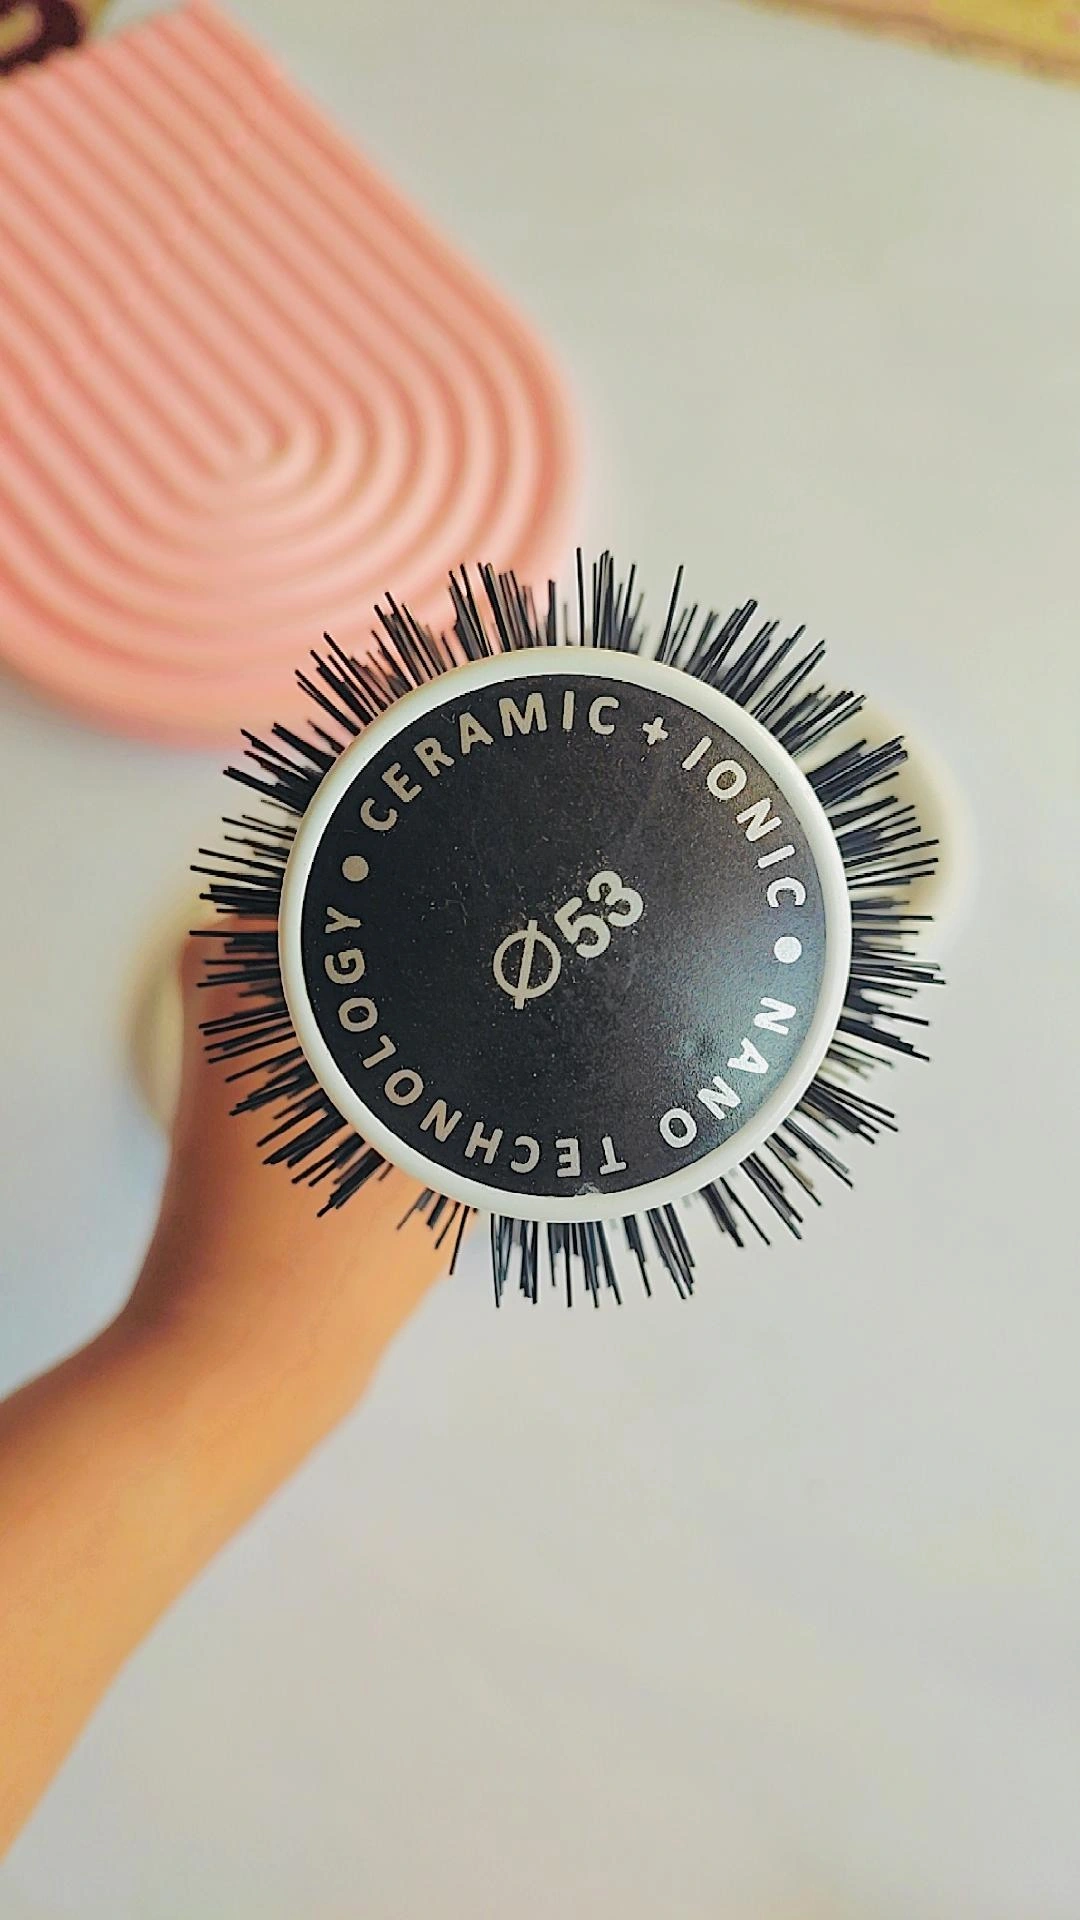 CERAMIC + IONIC • NANO TECHNOLOGY •
Ø53